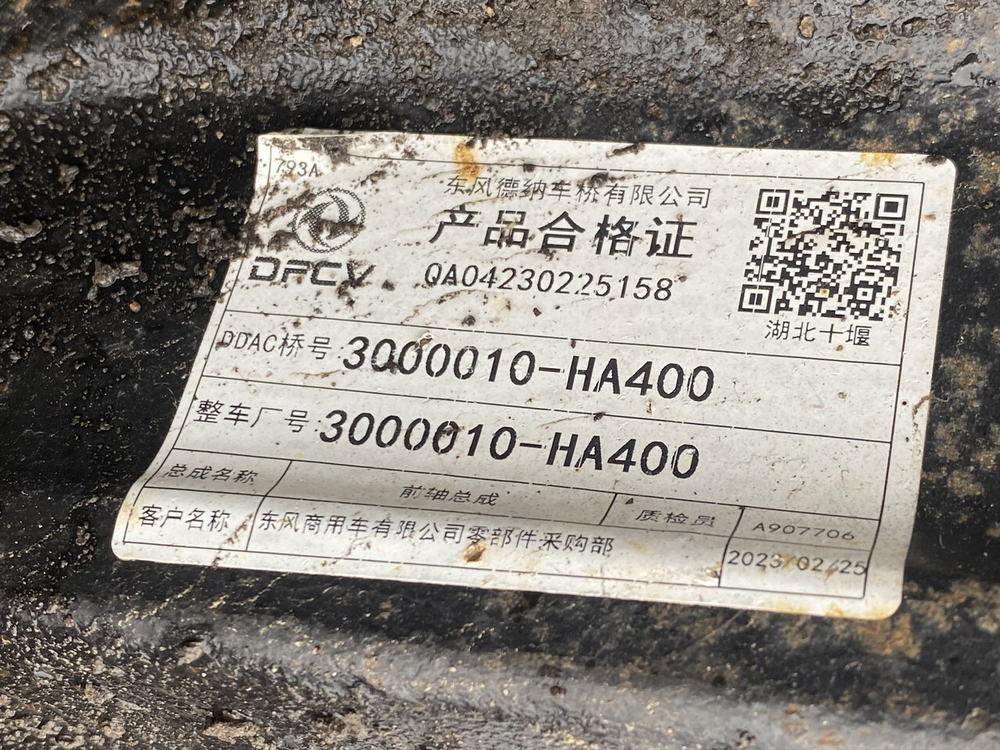 793A
东风德纳车桥有限公司
产品合格证
DFCV
QA04230225158
湖北十堰
DDAC桥号 3000010-HA400
整车厂号 3000010-HA400
总成名称 前轴总成 质检员 A907706
客户名称 东风商用车有限公司零部件采购部 2023/02/25